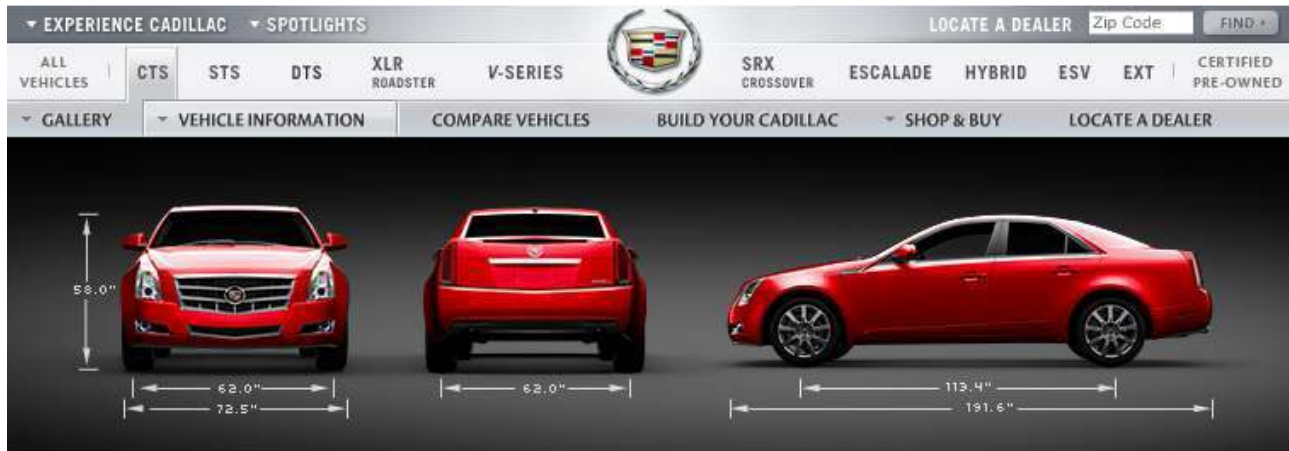 EXPERIENCE CADILLAC SPOTLIGHTS LOCATE A DEALER Zip Code FIND
ALL VEHICLES CTS STS DTS XLR ROADSTER V-SERIES SRX CROSSOVER ESCALADE HYBRID ESV EXT CERTIFIED PRE-OWNED
GALLERY VEHICLE INFORMATION COMPARE VEHICLES BUILD YOUR CADILLAC SHOP & BUY LOCATE A DEALER
58.0"
62.0" 62.0" 113.4"
72.5" 191.6"